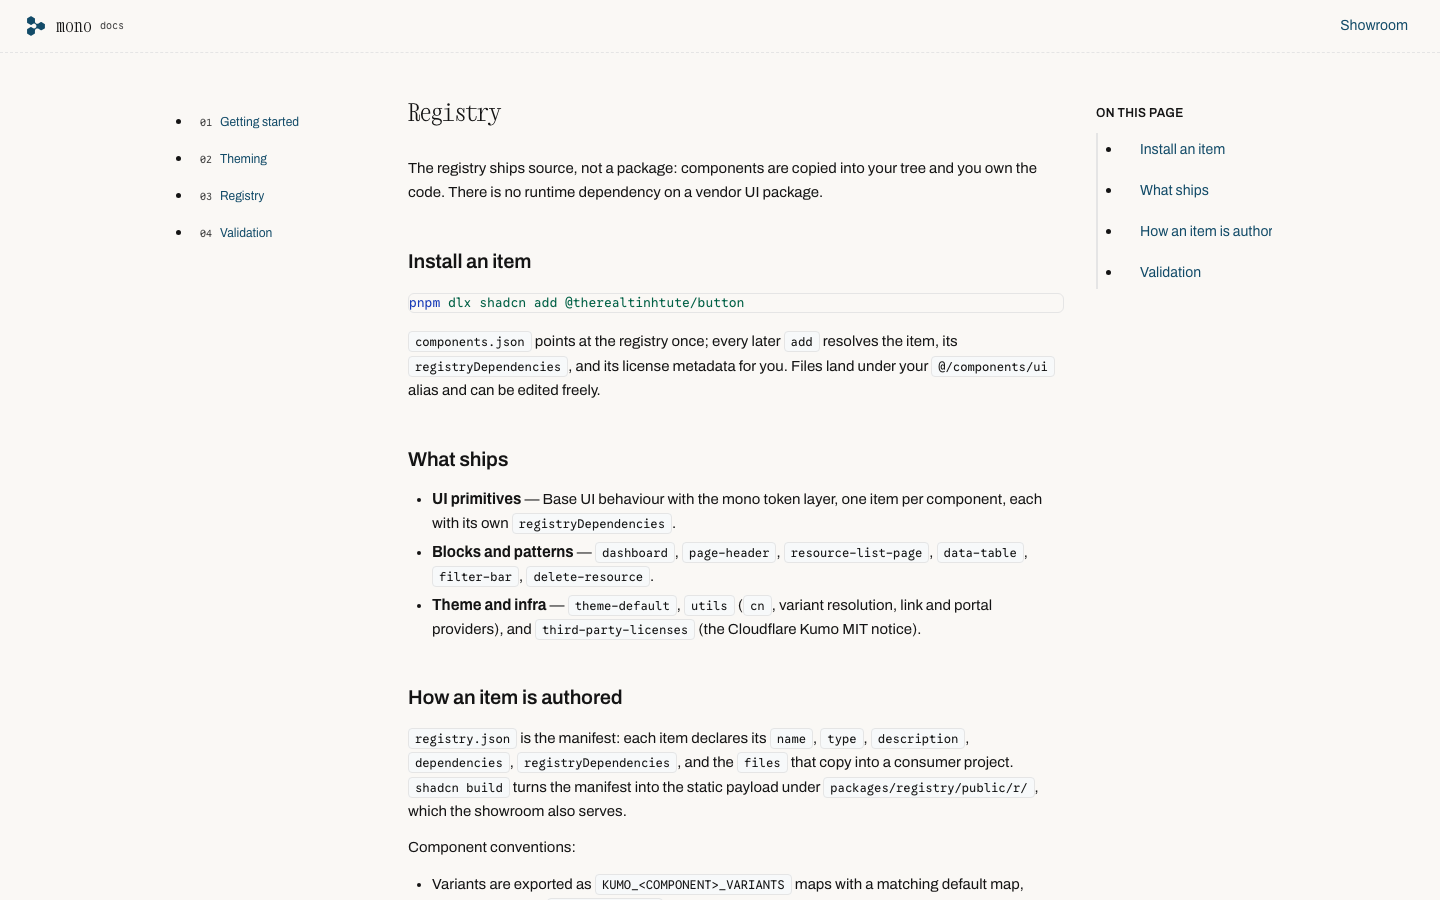 mono docs
Showroom
01 Getting started
02 Theming
03 Registry
04 Validation
Registry
The registry ships source, not a package: components are copied into your tree and you own the
code. There is no runtime dependency on a vendor UI package.
Install an item
pnpm dlx shadcn add @therealtinhtute/button
components.json points at the registry once; every later add resolves the item, its
registryDependencies, and its license metadata for you. Files land under your @/components/ui
alias and can be edited freely.
What ships
• UI primitives — Base UI behaviour with the mono token layer, one item per component, each
with its own registryDependencies.
• Blocks and patterns — dashboard, page-header, resource-list-page, data-table,
filter-bar, delete-resource.
• Theme and infra — theme-default, utils (cn, variant resolution, link and portal
providers), and third-party-licenses (the Cloudflare Kumo MIT notice).
How an item is authored
registry.json is the manifest: each item declares its name, type, description,
dependencies, registryDependencies, and the files that copy into a consumer project.
shadcn build turns the manifest into the static payload under packages/registry/public/r/,
which the showroom also serves.
Component conventions:
• Variants are exported as KUMO_<COMPONENT>_VARIANTS maps with a matching default map,
ON THIS PAGE
Install an item
What ships
How an item is author
Validation